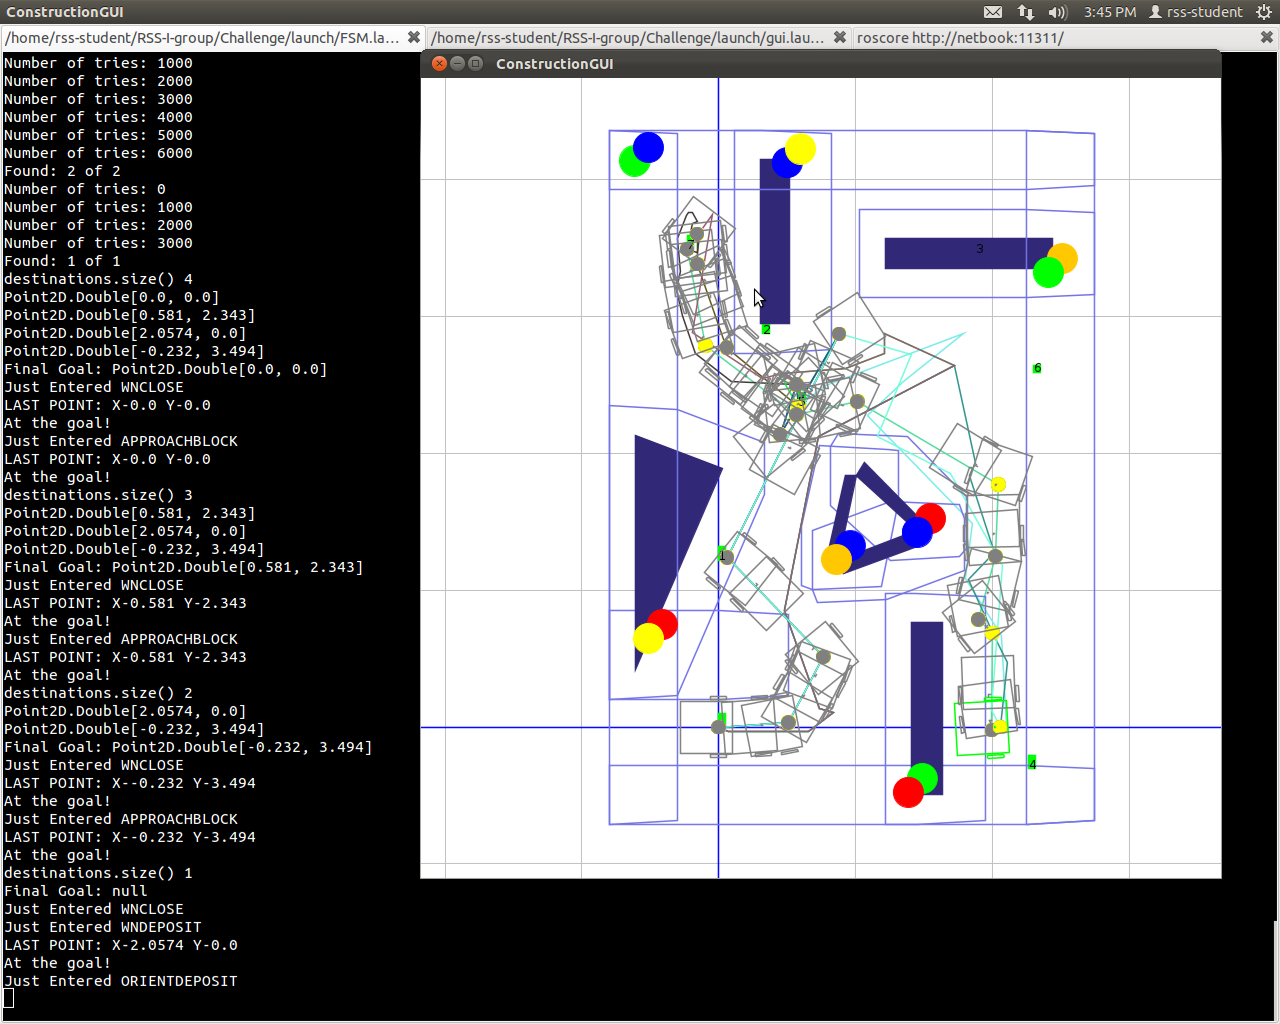 ConstructionGUI
3:45 PM
rss-student
/home/rss-student/RSS-I-group/Challenge/launch/FSM.la...
/home/rss-student/RSS-I-group/Challenge/launch/gui.lau...
roscore http://netbook:11311/
Number of tries: 1000
Number of tries: 2000
Number of tries: 3000
Number of tries: 4000
Number of tries: 5000
Number of tries: 6000
Found: 2 of 2
Number of tries: 0
Number of tries: 1000
Number of tries: 2000
Number of tries: 3000
Found: 1 of 1
destinations.size() 4
Point2D.Double[0.0, 0.0]
Point2D.Double[0.581, 2.343]
Point2D.Double[2.0574, 0.0]
Point2D.Double[-0.232, 3.494]
Final Goal: Point2D.Double[0.0, 0.0]
Just Entered WNCLOSE
LAST POINT: X-0.0 Y-0.0
At the goal!
Just Entered APPROACHBLOCK
LAST POINT: X-0.0 Y-0.0
At the goal!
destinations.size() 3
Point2D.Double[0.581, 2.343]
Point2D.Double[2.0574, 0.0]
Point2D.Double[-0.232, 3.494]
Final Goal: Point2D.Double[0.581, 2.343]
Just Entered WNCLOSE
LAST POINT: X-0.581 Y-2.343
At the goal!
Just Entered APPROACHBLOCK
LAST POINT: X-0.581 Y-2.343
At the goal!
destinations.size() 2
Point2D.Double[2.0574, 0.0]
Point2D.Double[-0.232, 3.494]
Final Goal: Point2D.Double[-0.232, 3.494]
Just Entered WNCLOSE
LAST POINT: X--0.232 Y-3.494
At the goal!
Just Entered APPROACHBLOCK
LAST POINT: X--0.232 Y-3.494
At the goal!
destinations.size() 1
Final Goal: null
Just Entered WNCLOSE
Just Entered WNDEPOSIT
LAST POINT: X-2.0574 Y-0.0
At the goal!
Just Entered ORIENTDEPOSIT
ConstructionGUI
3
2
6
1
4